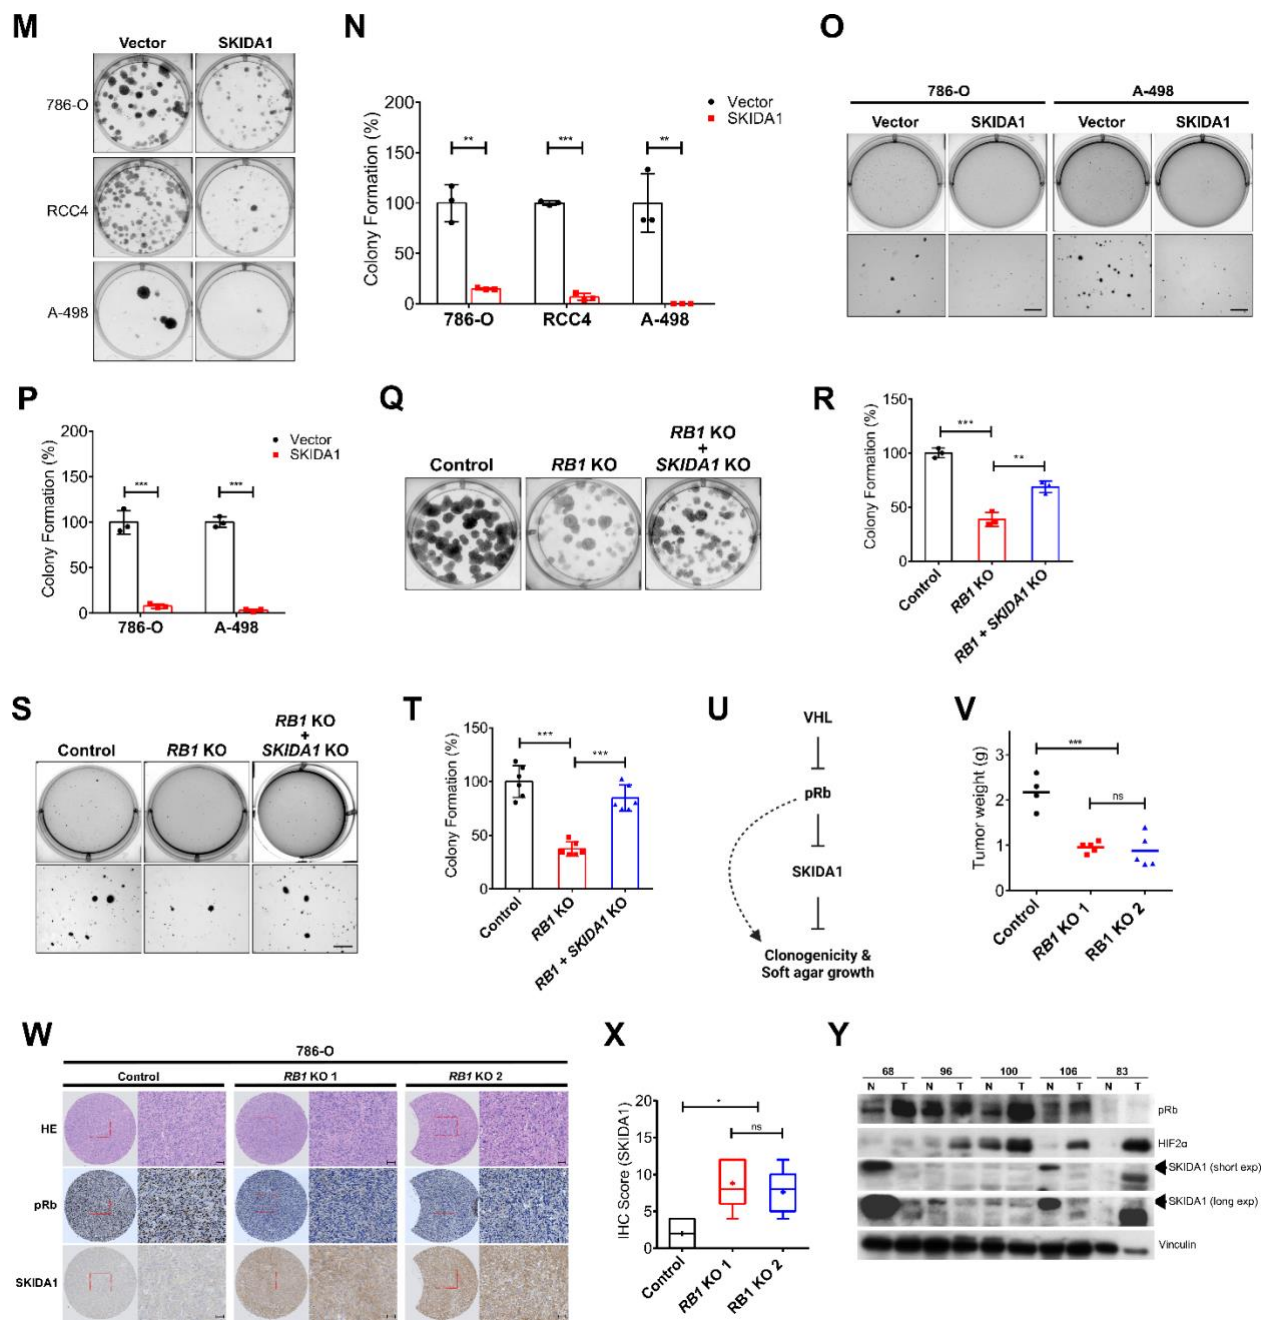 M
Vector SKIDA1
786-O
RCC4
A-498
N
Colony Formation (%)
200
150
100
50
0
Vector
SKIDA1
** *** **
786-O RCC4 A-498
O
786-O A-498
Vector SKIDA1 Vector SKIDA1
P
Colony Formation (%)
200
150
100
50
0
Vector
SKIDA1
*** ***
786-O A-498
Q
Control RB1 KO RB1 KO
+
SKIDA1 KO
R
Colony Formation (%)
150
100
50
0
***
**
Control RB1 KO RB1 + SKIDA1 KO
S
Control RB1 KO RB1 KO
+
SKIDA1 KO
T
Colony Formation (%)
150
100
50
0
*** ***
Control RB1 KO RB1 + SKIDA1 KO
U
VHL
pRb
SKIDA1
Clonogenicity &
Soft agar growth
V
Tumor weight (g)
3
2
1
0
***
ns
Control RB1 KO 1 RB1 KO 2
W
786-O
Control RB1 KO 1 RB1 KO 2
HE
pRb
SKIDA1
X
IHC Score (SKIDA1)
20
15
10
5
0
*
ns
Control RB1 KO 1 RB1 KO 2
Y
68 96 100 106 83
N T N T N T N T N T
pRb
HIF2α
SKIDA1 (short exp)
SKIDA1 (long exp)
Vinculin